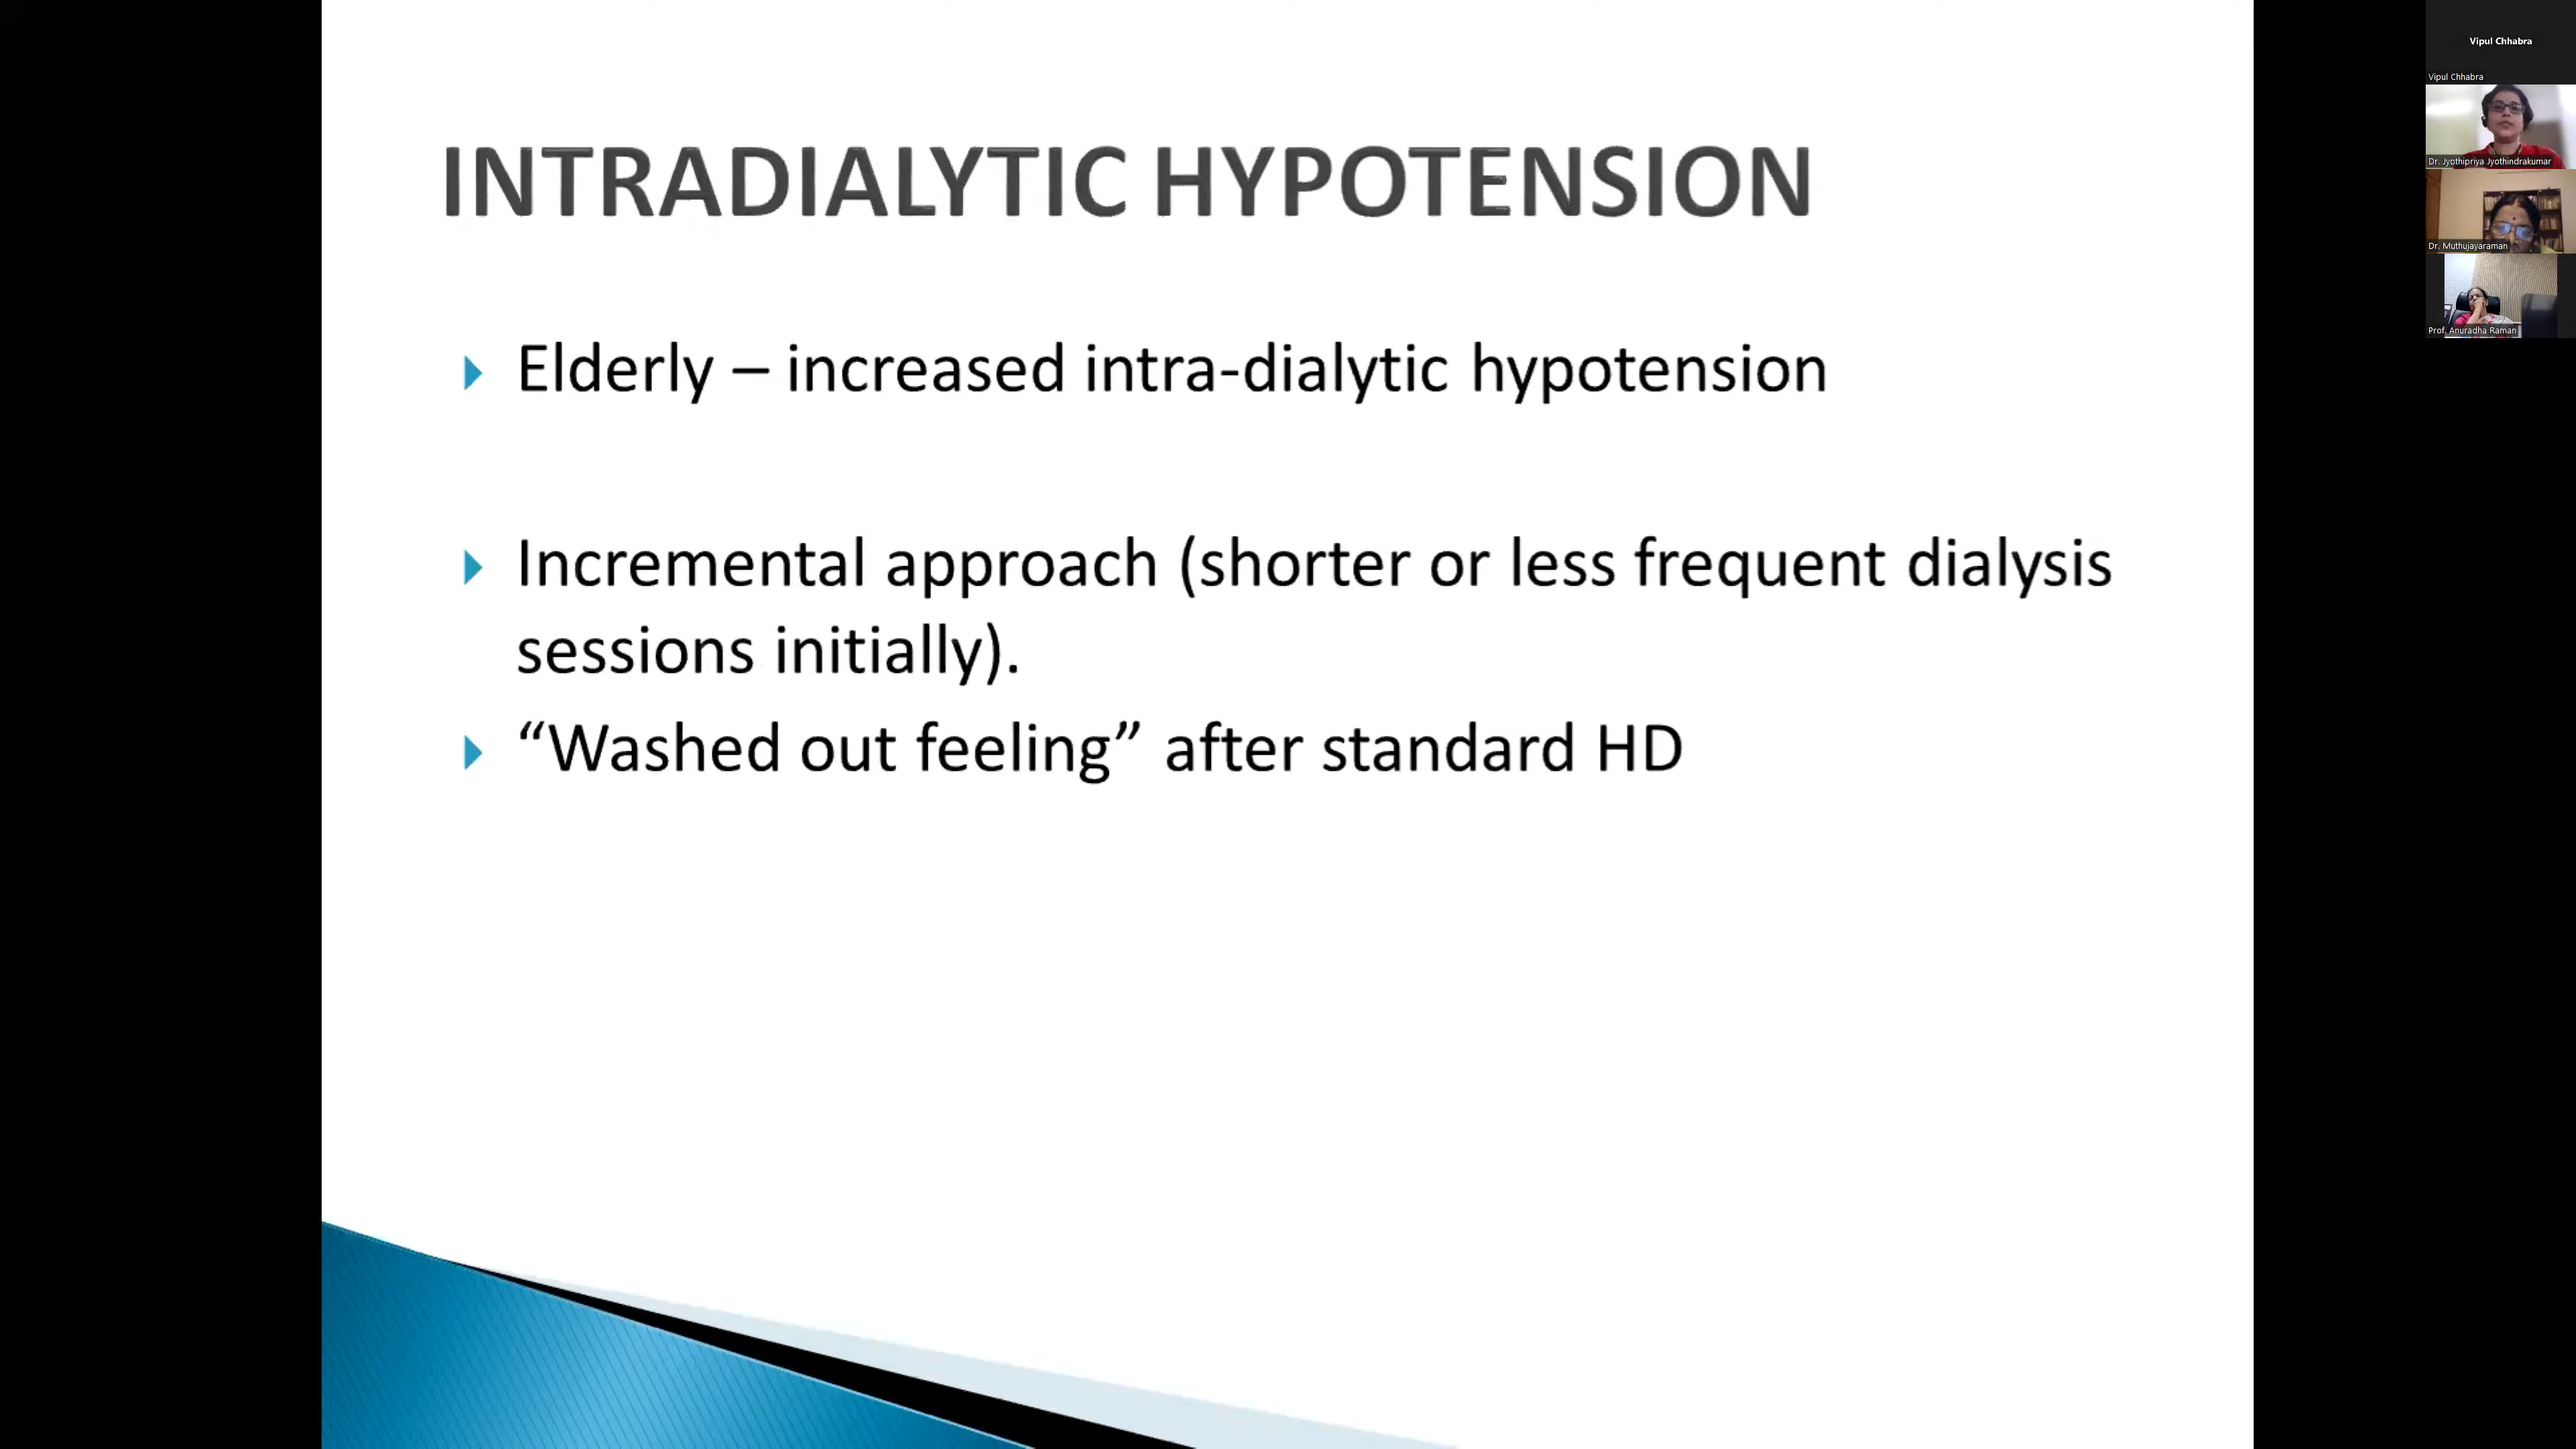 INTRADIALYTIC HYPOTENSION
Elderly – increased intra-dialytic hypotension
Incremental approach (shorter or less frequent dialysis
sessions initially).
“Washed out feeling” after standard HD
Vipul Chhabra
Vipul Chhabra
Dr. Jyothipriya Jyothindrakumar
Dr. Muthujayaraman
Prof. Anuradha Raman